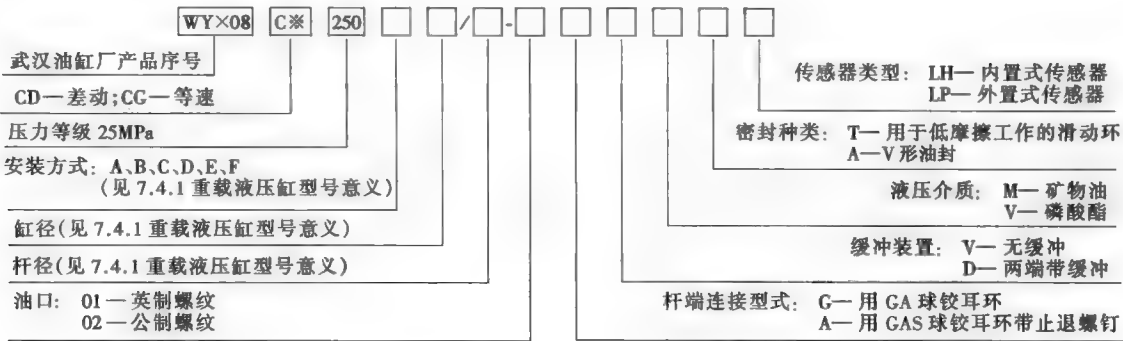 WY×08 C※ 250 / -
武汉油缸厂产品序号
CD—差动;CG—等速
压力等级 25MPa
安装方式: A、B、C、D、E、F
(见 7.4.1 重载液压缸型号意义)
缸径(见 7.4.1 重载液压缸型号意义)
杆径(见 7.4.1 重载液压缸型号意义)
油口: 01—英制螺纹
02—公制螺纹
传感器类型: LH—内置式传感器
LP—外置式传感器
密封种类: T—用于低摩擦工作的滑动环
A—V形油封
液压介质: M—矿物油
V—磷酸酯
缓冲装置: V—无缓冲
D—两端带缓冲
杆端连接型式: G—用 GA 球铰耳环
A—用 GAS 球铰耳环带止退螺钉